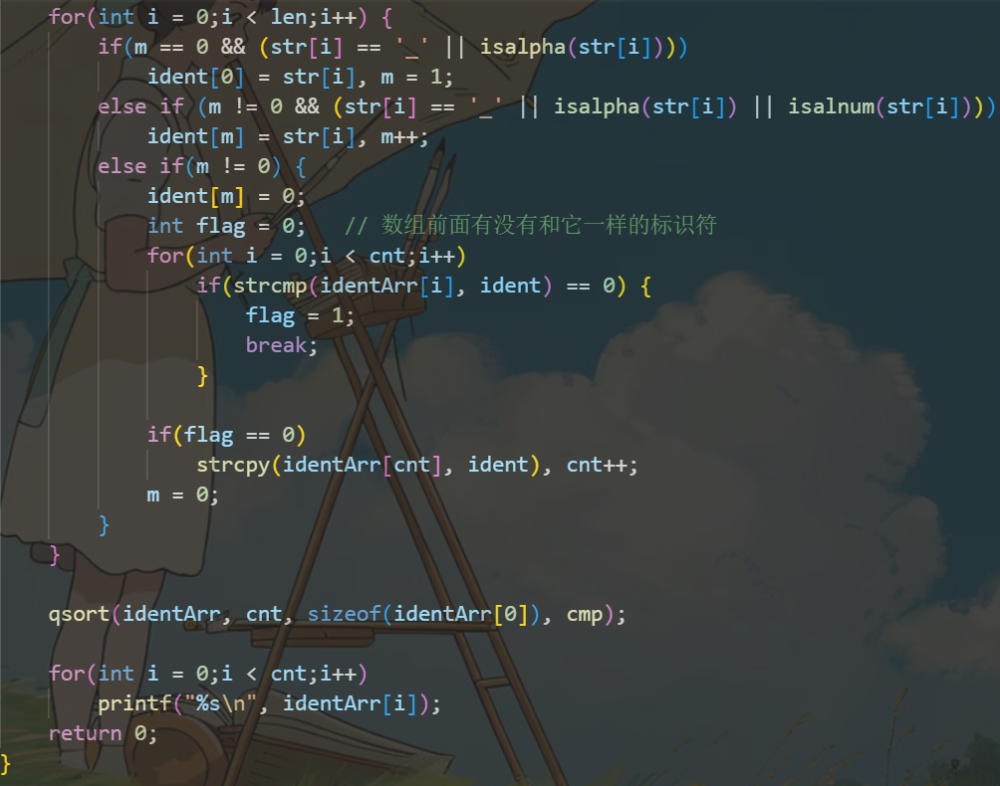 for(int i = 0;i < len;i++) {
    if(m == 0 && (str[i] == '_' || isalpha(str[i])))
        ident[0] = str[i], m = 1;
    else if (m != 0 && (str[i] == '_' || isalpha(str[i]) || isalnum(str[i])))
        ident[m] = str[i], m++;
    else if(m != 0) {
        ident[m] = 0;
        int flag = 0;   // 数组前面有没有和它一样的标识符
        for(int i = 0;i < cnt;i++)
            if(strcmp(identArr[i], ident) == 0) {
                flag = 1;
                break;
            }
        if(flag == 0)
            strcpy(identArr[cnt], ident), cnt++;
        m = 0;
    }
}
qsort(identArr, cnt, sizeof(identArr[0]), cmp);
for(int i = 0;i < cnt;i++)
    printf("%s\n", identArr[i]);
return 0;
}